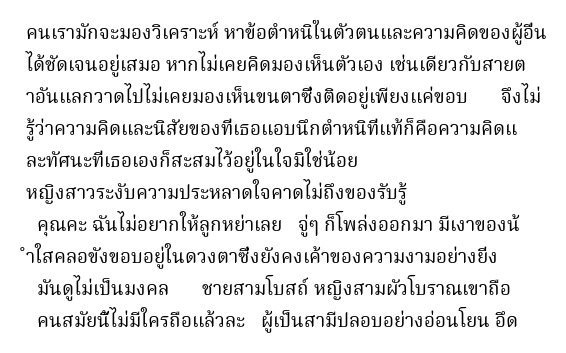 คนเรามักจะมองวิเคราะห์ หาข้อตำหนิในตัวตนและความคิดของผู้อื่น
ได้ชัดเจนอยู่เสมอ หากไม่เคยคิดมองเห็นตัวเอง เช่นเดียวกับสายต
าอันแลกวาดไปไม่เคยมองเห็นขนตาซึ่งติดอยู่เพียงแค่ขอบ จึงไม่
รู้ว่าความคิดและนิสัยของที่เธอแอบนึกตำหนิที่แท้ก็คือความคิดแ
ละทัศนะที่เธอเองก็สะสมไว้อยู่ในใจมิใช่น้อย
หญิงสาวระงับความประหลาดใจคาดไม่ถึงของรับรู้
คุณคะ ฉันไม่อยากให้ลูกหย่าเลย จู่ๆ ก็โพล่งออกมา มีเงาของน้
ำใสคลอขังขอบอยู่ในดวงตาซึ่งยังคงเค้าของความงามอย่างยิ่ง
มันดูไม่เป็นมงคล ชายสามโบสถ์ หญิงสามผัวโบราณเขาถือ
คนสมัยนี้ไม่มีใครถือแล้วละ ผู้เป็นสามีปลอบอย่างอ่อนโยน อึด